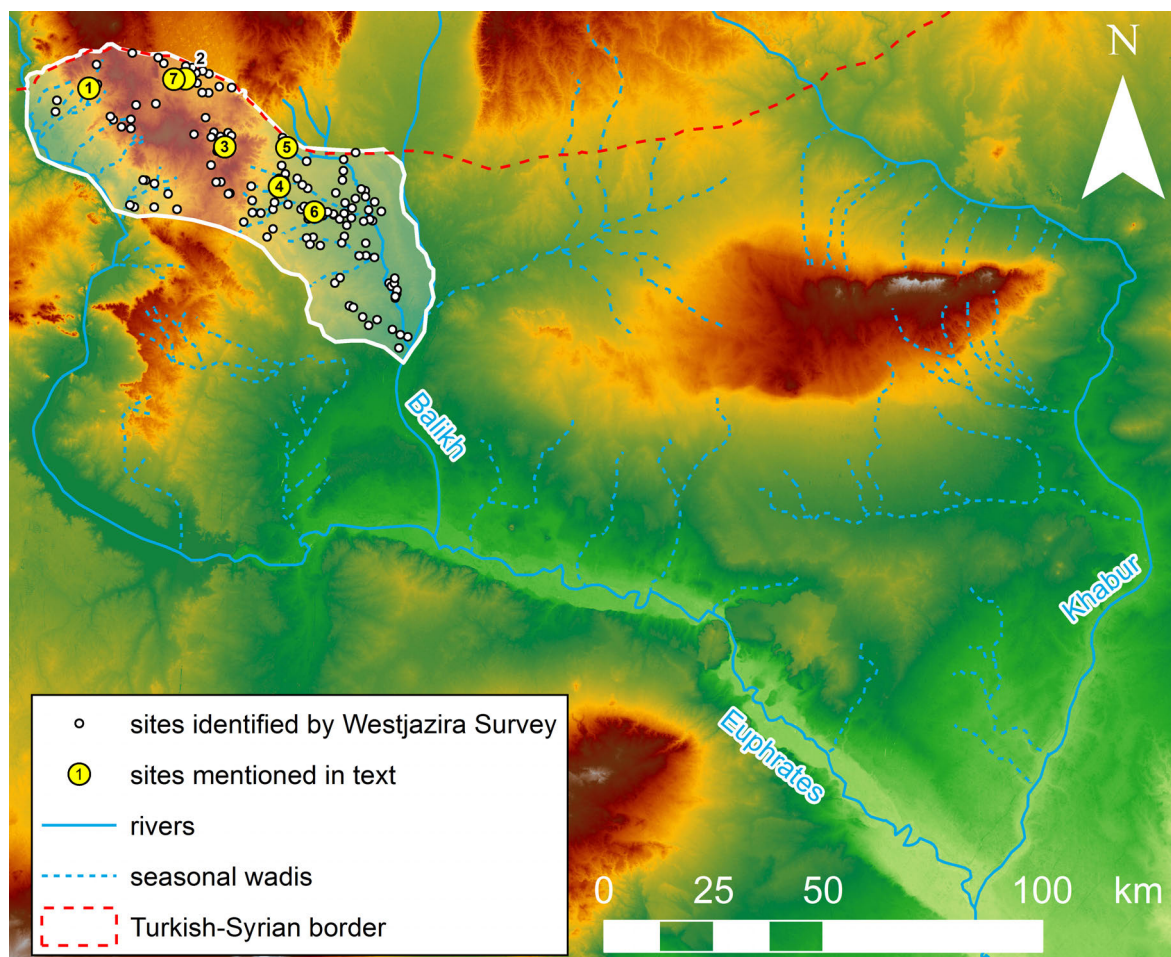 N
2
1
7
3
5
4
6
Balikh
Khabur
Euphrates
sites identified by Westjazira Survey
1 sites mentioned in text
rivers
seasonal wadis
Turkish-Syrian border
0 25 50 100 km